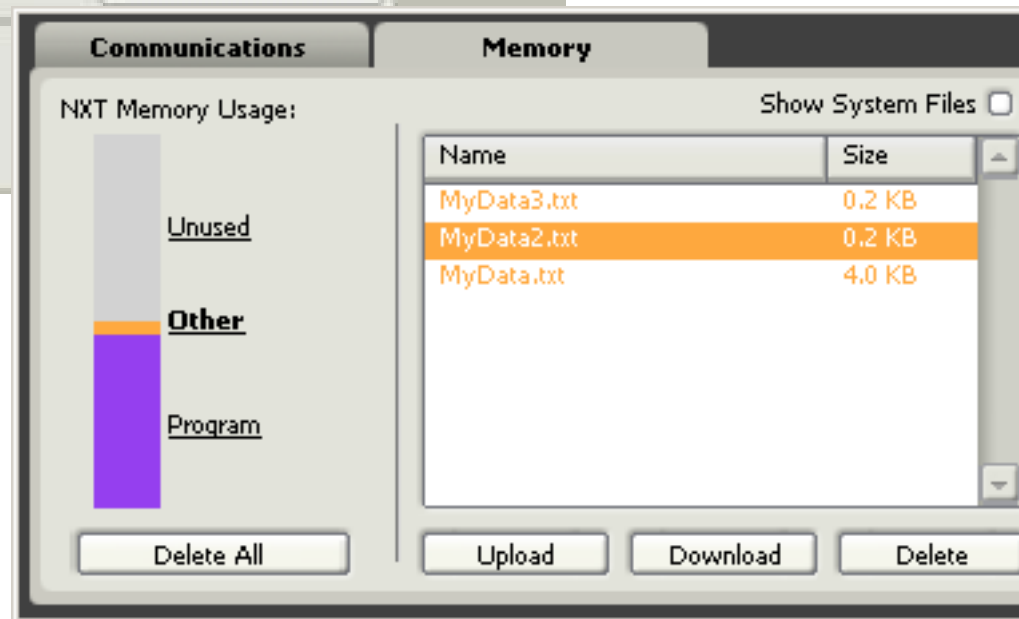 Communications Memory
NXT Memory Usage: Show System Files
Name Size
MyData3.txt 0.2 KB
MyData2.txt 0.2 KB
MyData.txt 4.0 KB
Unused
Other
Program
Delete All Upload Download Delete